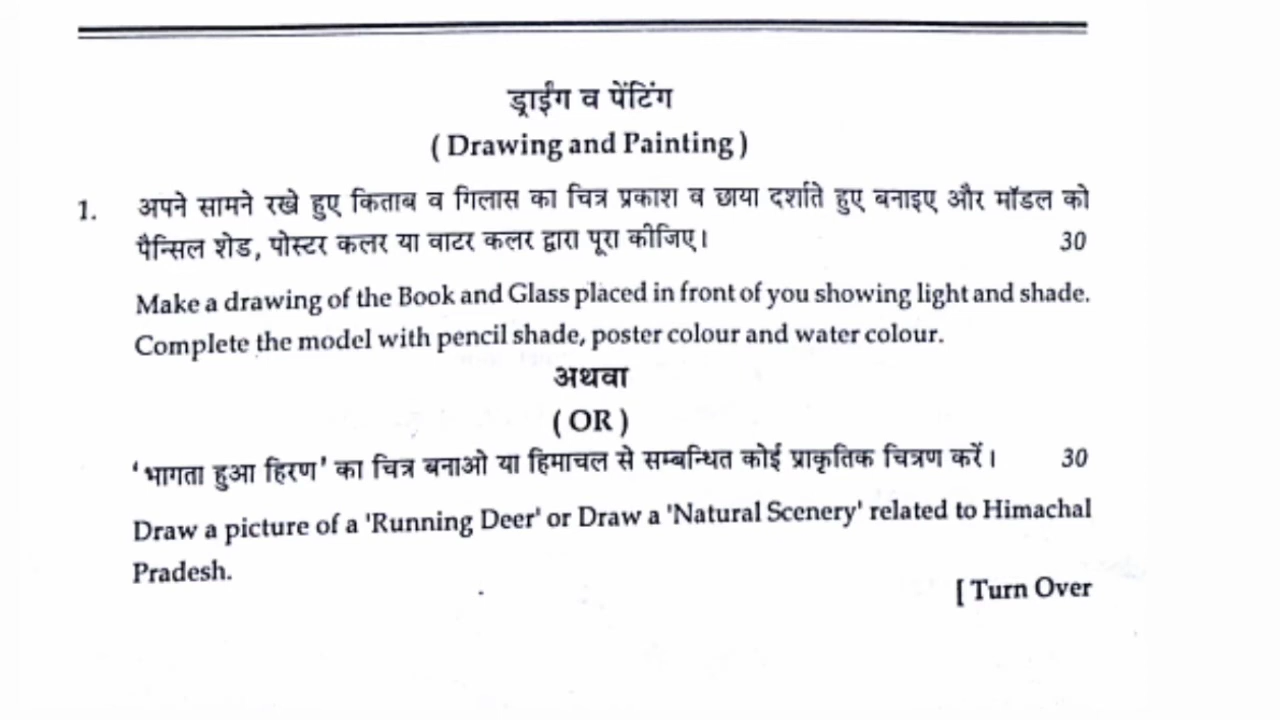 ड्राईंग व पेंटिंग
( Drawing and Painting )
1. अपने सामने रखे हुए किताब व गिलास का चित्र प्रकाश व छाया दर्शाते हुए बनाइए और मॉडल को
पैन्सिल शेड, पोस्टर कलर या वाटर कलर द्वारा पूरा कीजिए। 30
Make a drawing of the Book and Glass placed in front of you showing light and shade.
Complete the model with pencil shade, poster colour and water colour.
अथवा
( OR )
'भागता हुआ हिरण' का चित्र बनाओ या हिमाचल से सम्बन्धित कोई प्राकृतिक चित्रण करें। 30
Draw a picture of a 'Running Deer' or Draw a 'Natural Scenery' related to Himachal
Pradesh.
[ Turn Over